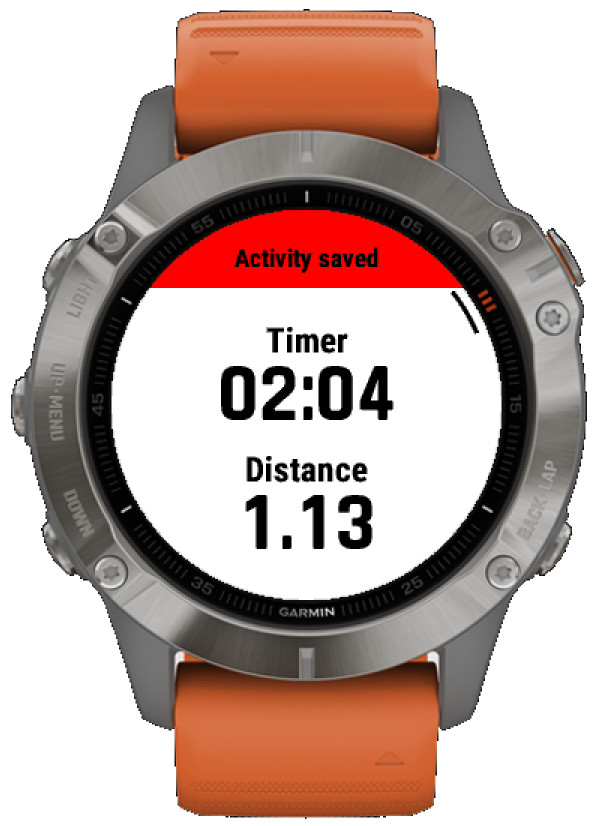 55
05
Activity saved
LIGHT
Timer
02:04
UP·MENU
45
15
Distance
1.13
DOWN
BACK·LAP
35
25
GARMIN